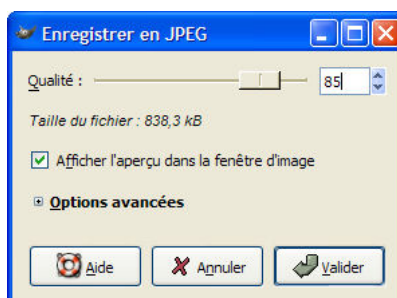 Enregistrer en JPEG
Qualité : 85
Taille du fichier : 838,3 kB
Afficher l'aperçu dans la fenêtre d'image
Options avancées
Aide Annuler Valider